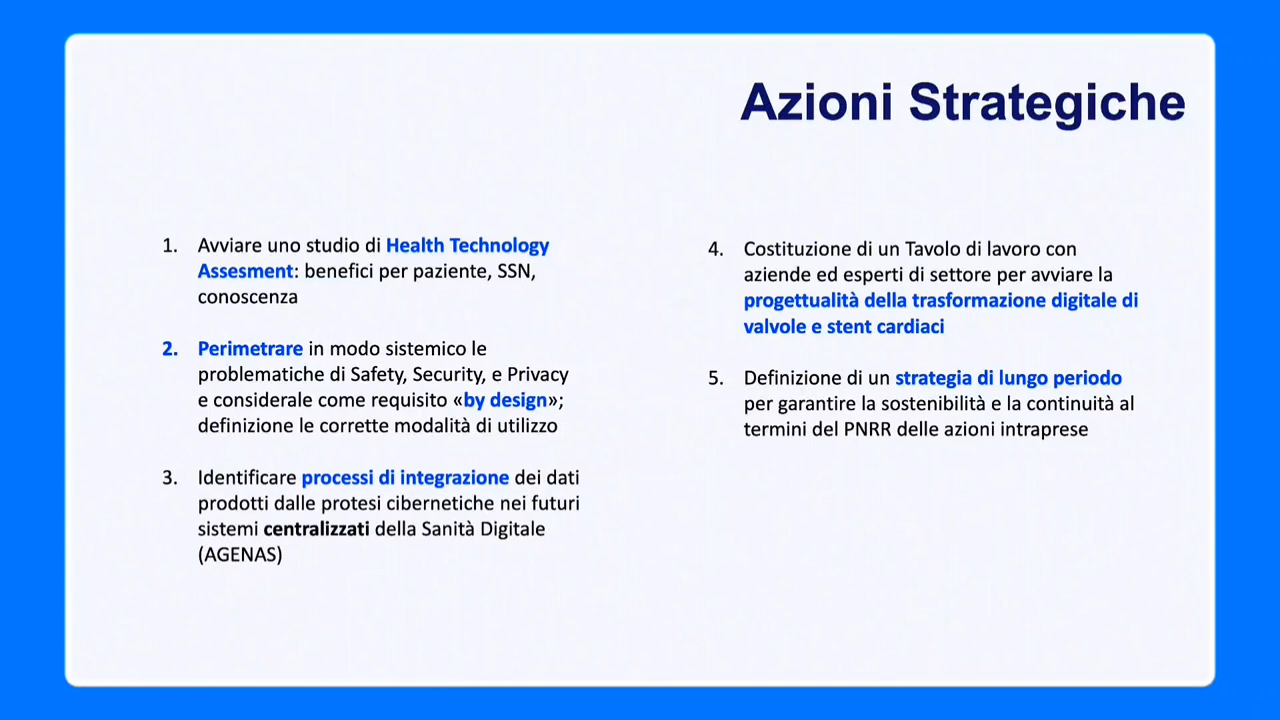 Azioni Strategiche
1. Avviare uno studio di Health Technology
Assesment: benefici per paziente, SSN,
conoscenza
2. Perimetrare in modo sistemico le
problematiche di Safety, Security, e Privacy
e considerale come requisito «by design»;
definizione le corrette modalità di utilizzo
3. Identificare processi di integrazione dei dati
prodotti dalle protesi cibernetiche nei futuri
sistemi centralizzati della Sanità Digitale
(AGENAS)
4. Costituzione di un Tavolo di lavoro con
aziende ed esperti di settore per avviare la
progettualità della trasformazione digitale di
valvole e stent cardiaci
5. Definizione di un strategia di lungo periodo
per garantire la sostenibilità e la continuità al
termini del PNRR delle azioni intraprese